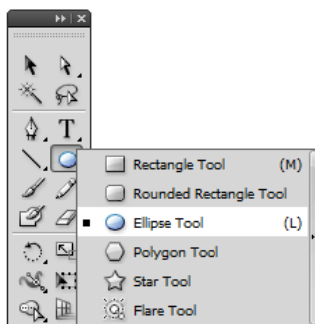 Rectangle Tool (M)
Rounded Rectangle Tool
Ellipse Tool (L)
Polygon Tool
Star Tool
Flare Tool